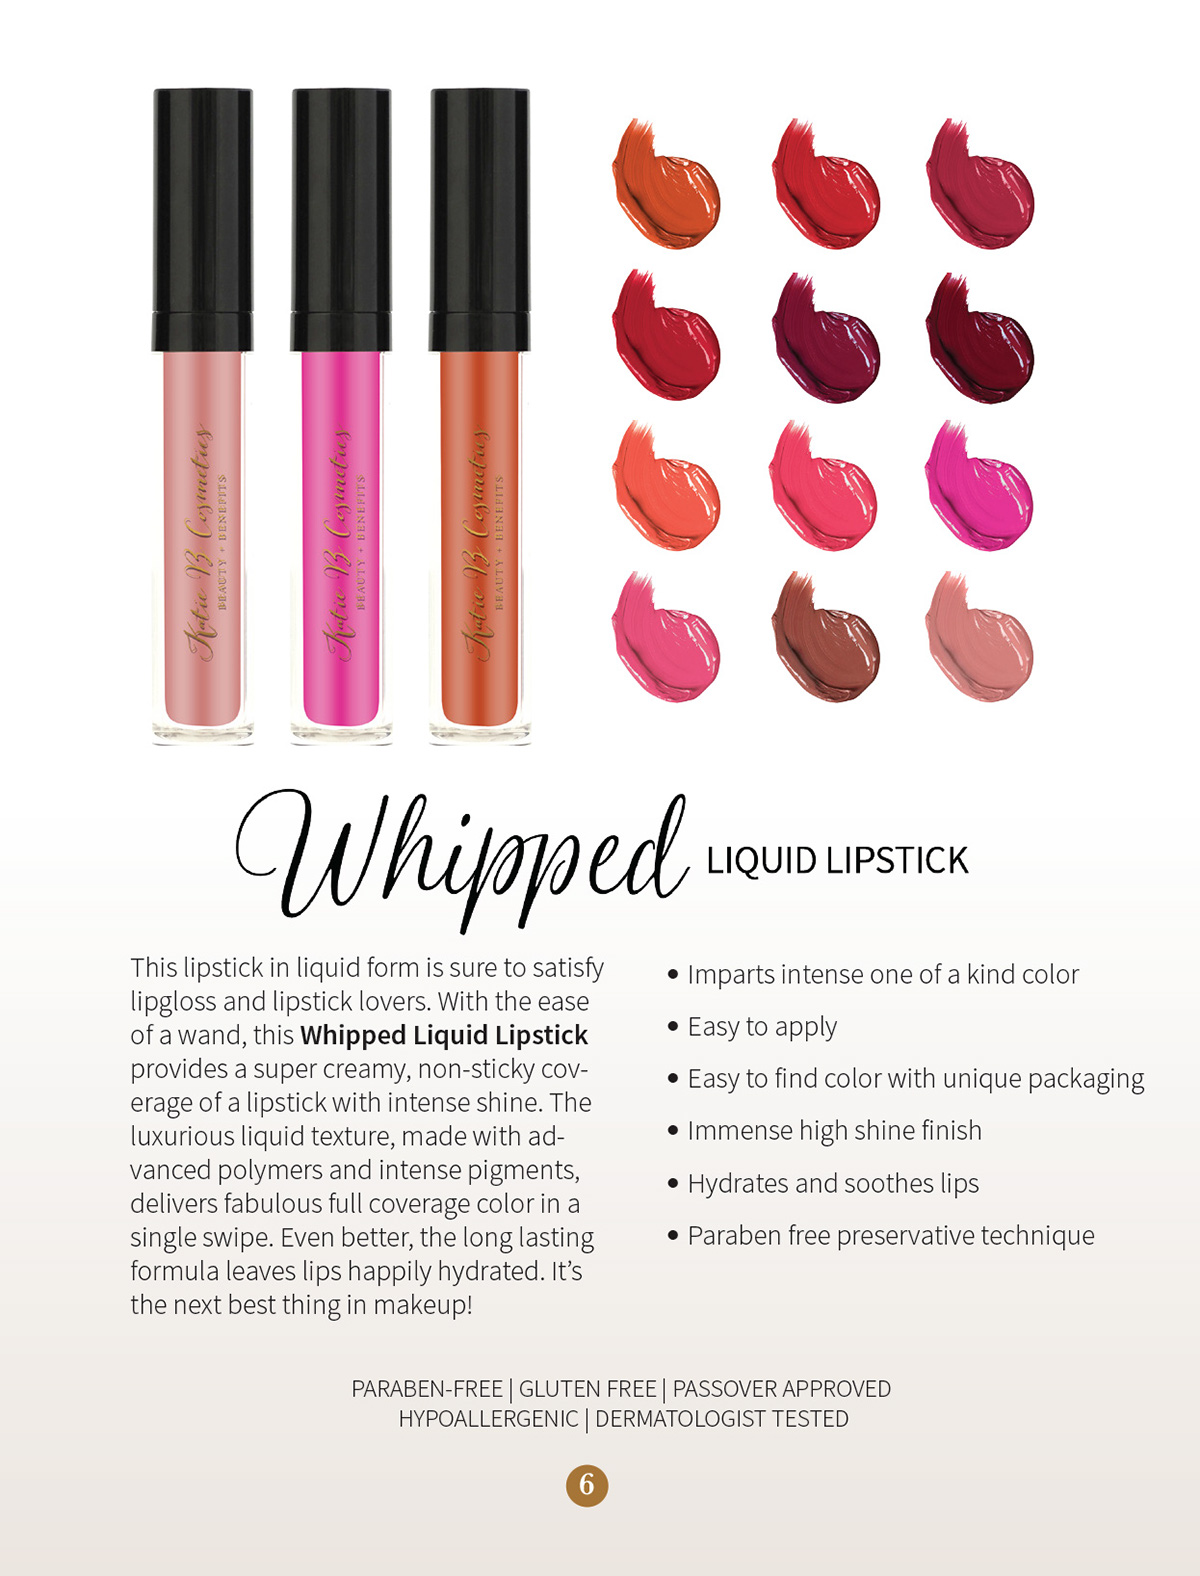 Katie B Cosmetics
BEAUTY + BENEFITS
Katie B Cosmetics
BEAUTY + BENEFITS
Katie B Cosmetics
BEAUTY + BENEFITS
Whipped LIQUID LIPSTICK
This lipstick in liquid form is sure to satisfy
lipgloss and lipstick lovers. With the ease
of a wand, this Whipped Liquid Lipstick
provides a super creamy, non-sticky cov-
erage of a lipstick with intense shine. The
luxurious liquid texture, made with ad-
vanced polymers and intense pigments,
delivers fabulous full coverage color in a
single swipe. Even better, the long lasting
formula leaves lips happily hydrated. It’s
the next best thing in makeup!
• Imparts intense one of a kind color
• Easy to apply
• Easy to find color with unique packaging
• Immense high shine finish
• Hydrates and soothes lips
• Paraben free preservative technique
PARABEN-FREE | GLUTEN FREE | PASSOVER APPROVED
HYPOALLERGENIC | DERMATOLOGIST TESTED
6